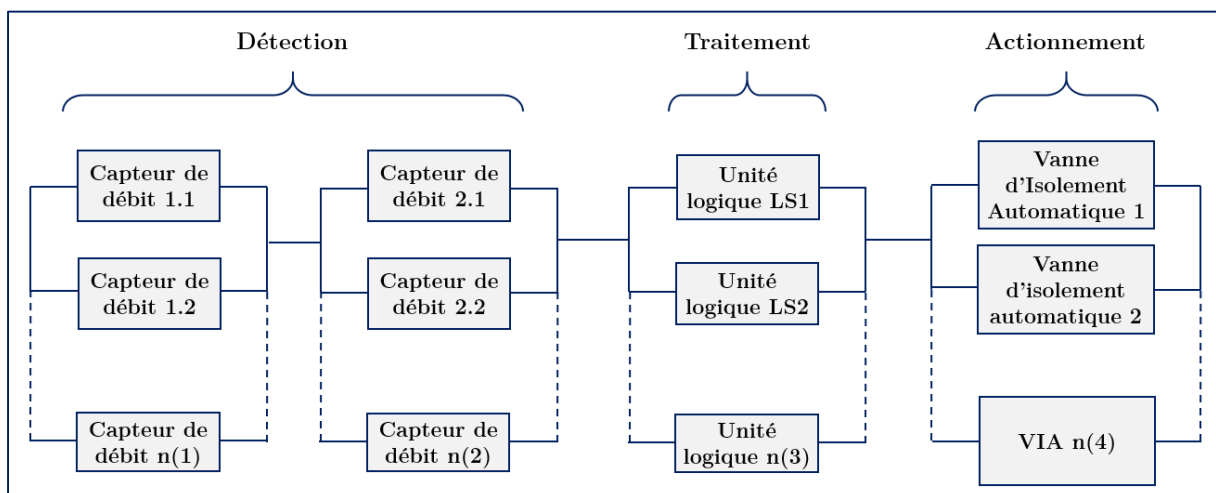 Détection
Traitement
Actionnement
Capteur de
débit 1.1
Capteur de
débit 2.1
Unité
logique LS1
Vanne
d'Isolement
Automatique 1
Capteur de
débit 1.2
Capteur de
débit 2.2
Unité
logique LS2
Vanne
d'isolement
automatique 2
Capteur de
débit n(1)
Capteur de
débit n(2)
Unité
logique n(3)
VIA n(4)